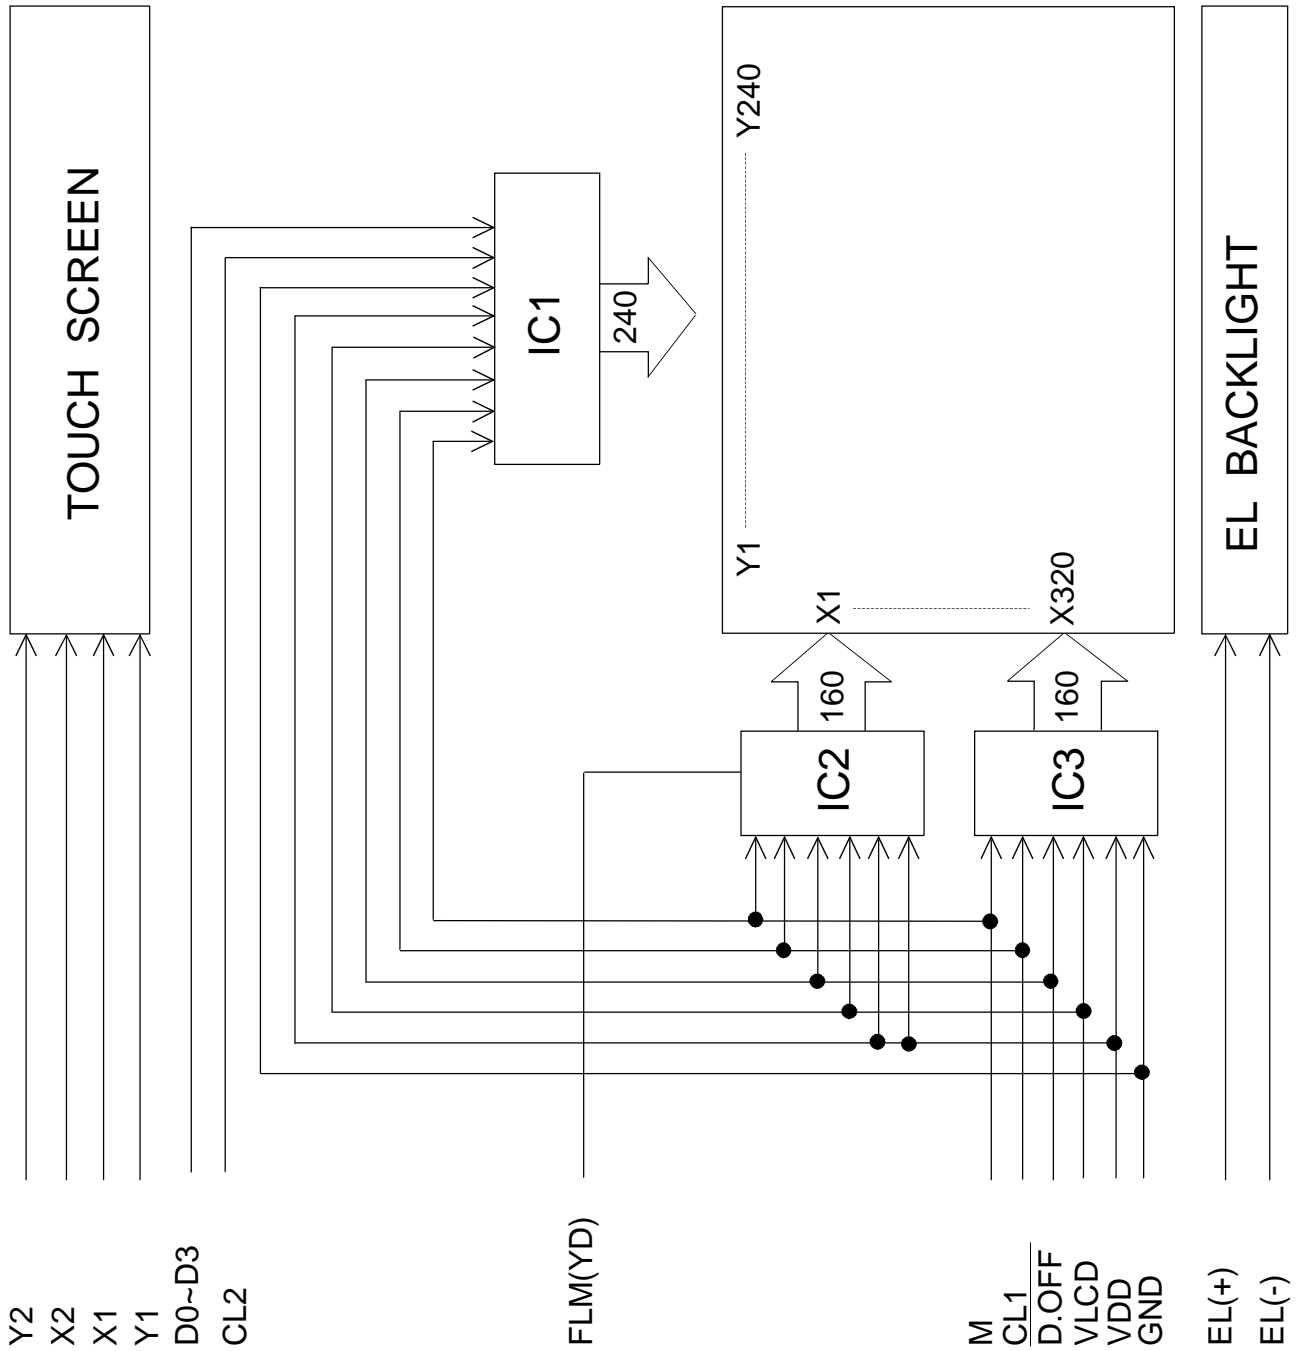 Y2
X2
X1
Y1
D0~D3
CL2
FLM(YD)
M
CL1
D.OFF
VLCD
VDD
GND
EL(+)
EL(-)
TOUCH SCREEN
IC1
240
IC2
160
IC3
160
Y1
Y240
X1
X320
EL BACKLIGHT